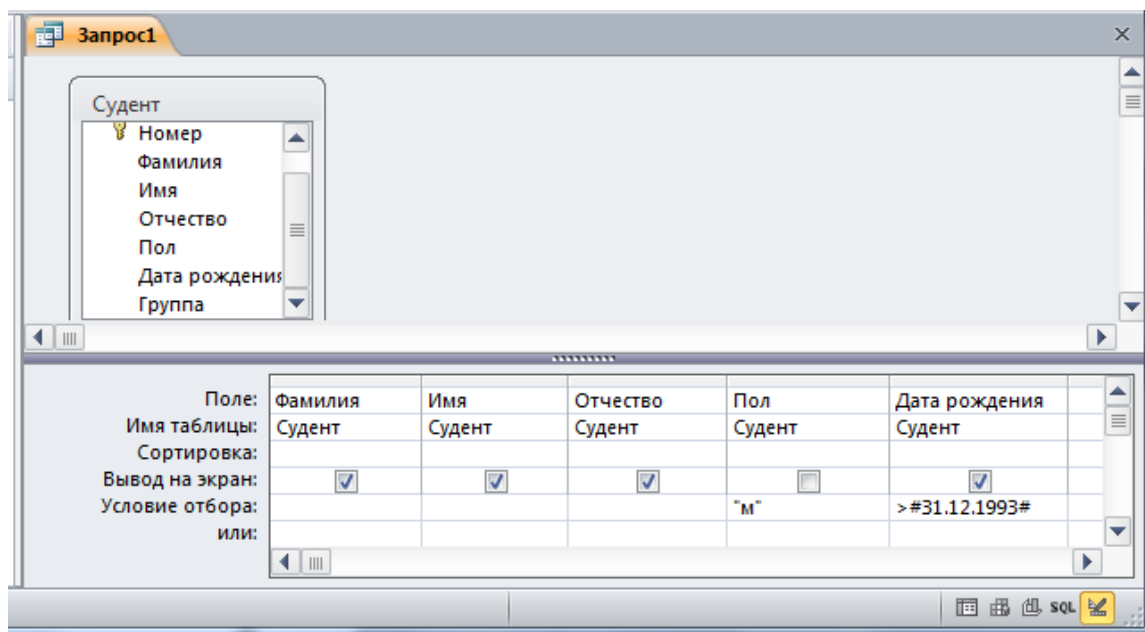 Запрос1
Судент
Номер
Фамилия
Имя
Отчество
Пол
Дата рождения
Группа
Поле: Фамилия Имя Отчество Пол Дата рождения
Имя таблицы: Судент Судент Судент Судент Судент
Сортировка:
Вывод на экран:
Условие отбора: "м" >#31.12.1993#
или:
SQL